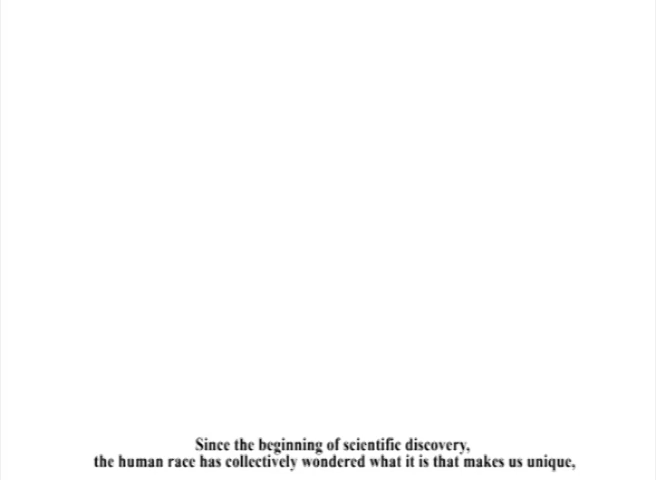 Since the beginning of scientific discovery,
the human race has collectively wondered what it is that makes us unique,